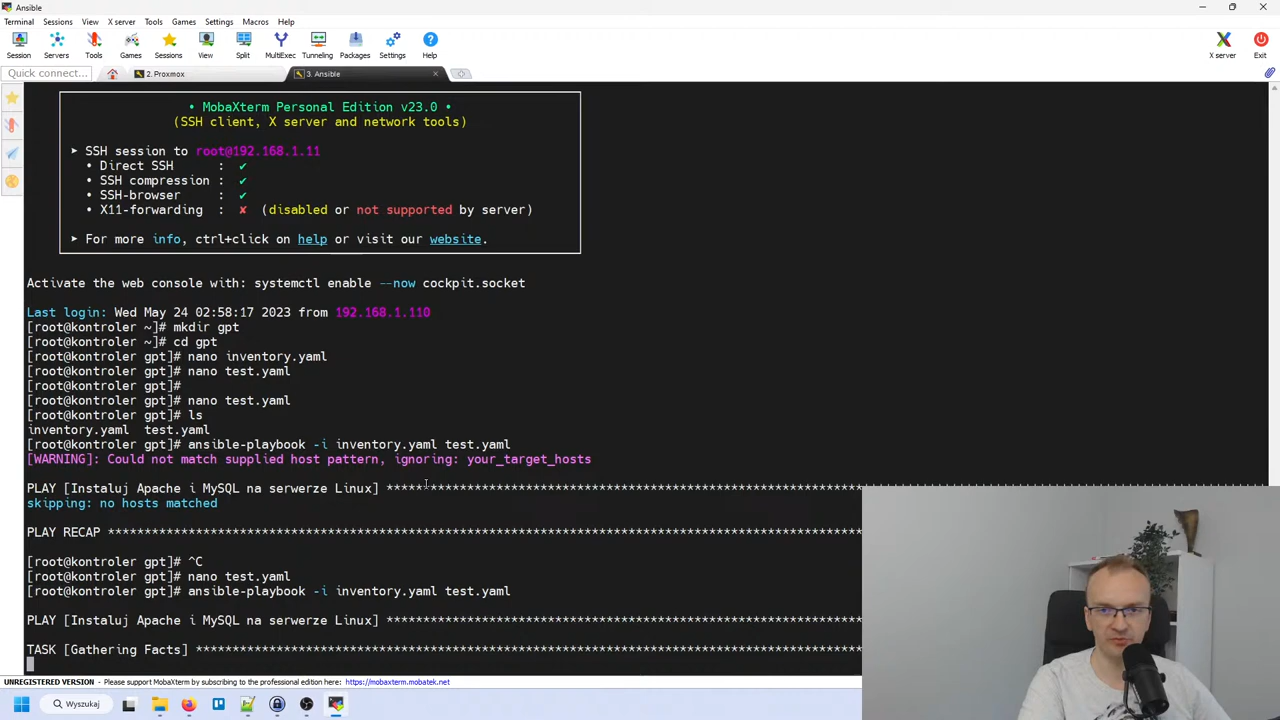 Ansible
Terminal Sessions View X server Tools Games Settings Macros Help
Session Servers Tools Games Sessions View Split MultiExec Tunneling Packages Settings Help X server Exit
Quick connect... 2. Proxmox 3. Ansible
• MobaXterm Personal Edition v23.0 •
(SSH client, X server and network tools)
➤ SSH session to root@192.168.1.11
• Direct SSH : ✔
• SSH compression : ✔
• SSH-browser : ✔
• X11-forwarding : ✘ (disabled or not supported by server)
➤ For more info, ctrl+click on help or visit our website.
Activate the web console with: systemctl enable --now cockpit.socket
Last login: Wed May 24 02:58:17 2023 from 192.168.1.110
[root@kontroler ~]# mkdir gpt
[root@kontroler ~]# cd gpt
[root@kontroler gpt]# nano inventory.yaml
[root@kontroler gpt]# nano test.yaml
[root@kontroler gpt]#
[root@kontroler gpt]# nano test.yaml
[root@kontroler gpt]# ls
inventory.yaml test.yaml
[root@kontroler gpt]# ansible-playbook -i inventory.yaml test.yaml
[WARNING]: Could not match supplied host pattern, ignoring: your_target_hosts
PLAY [Instaluj Apache i MySQL na serwerze Linux] ****************************************************************
skipping: no hosts matched
PLAY RECAP ****************************************************************
[root@kontroler gpt]# ^C
[root@kontroler gpt]# nano test.yaml
[root@kontroler gpt]# ansible-playbook -i inventory.yaml test.yaml
PLAY [Instaluj Apache i MySQL na serwerze Linux] ****************************************************************
TASK [Gathering Facts] ****************************************************************
UNREGISTERED VERSION - Please support MobaXterm by subscribing to the professional edition here: https://mobaxterm.mobatek.net
Wyszukaj